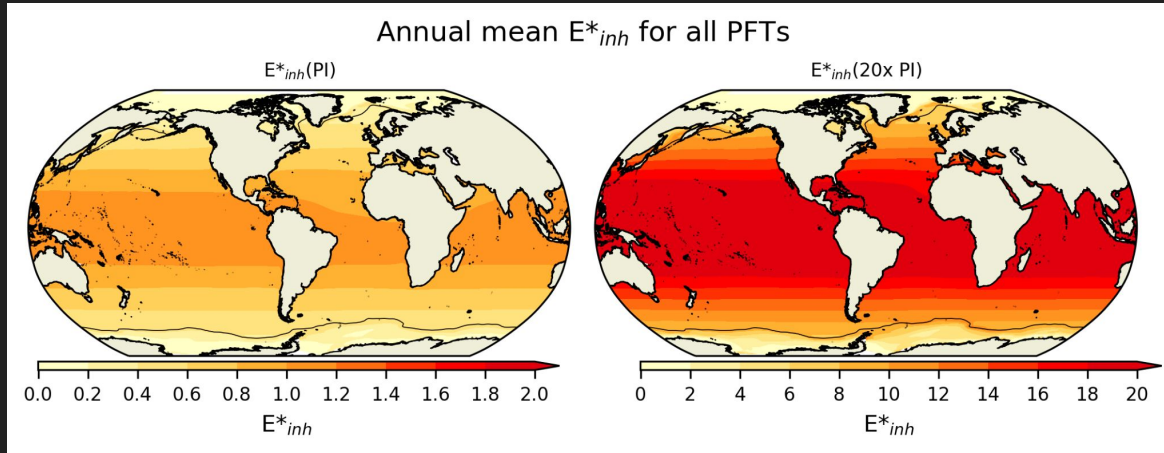 Annual mean E*inh for all PFTs
E*inh(PI)
E*inh(20x PI)
0.0 0.2 0.4 0.6 0.8 1.0 1.2 1.4 1.6 1.8 2.0
0 2 4 6 8 10 12 14 16 18 20
E*inh
E*inh